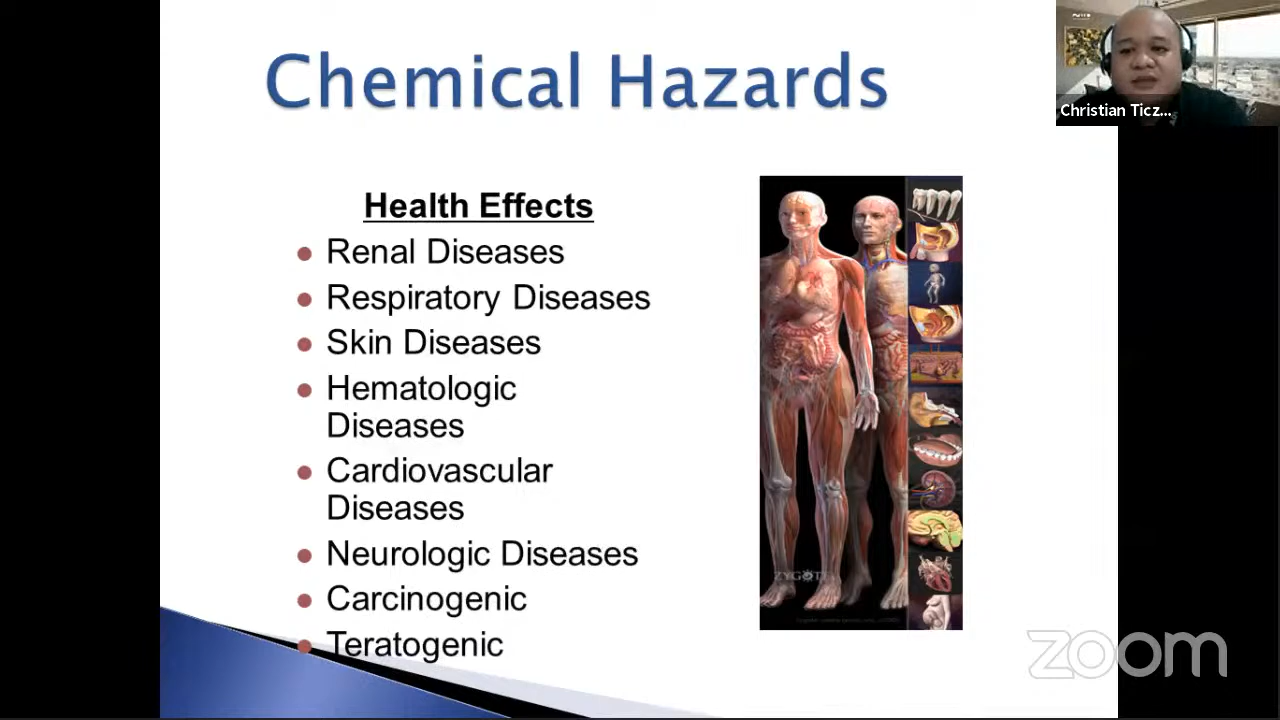 Chemical Hazards
Christian Ticz...
Health Effects
Renal Diseases
Respiratory Diseases
Skin Diseases
Hematologic
Diseases
Cardiovascular
Diseases
Neurologic Diseases
Carcinogenic
Teratogenic
zoom